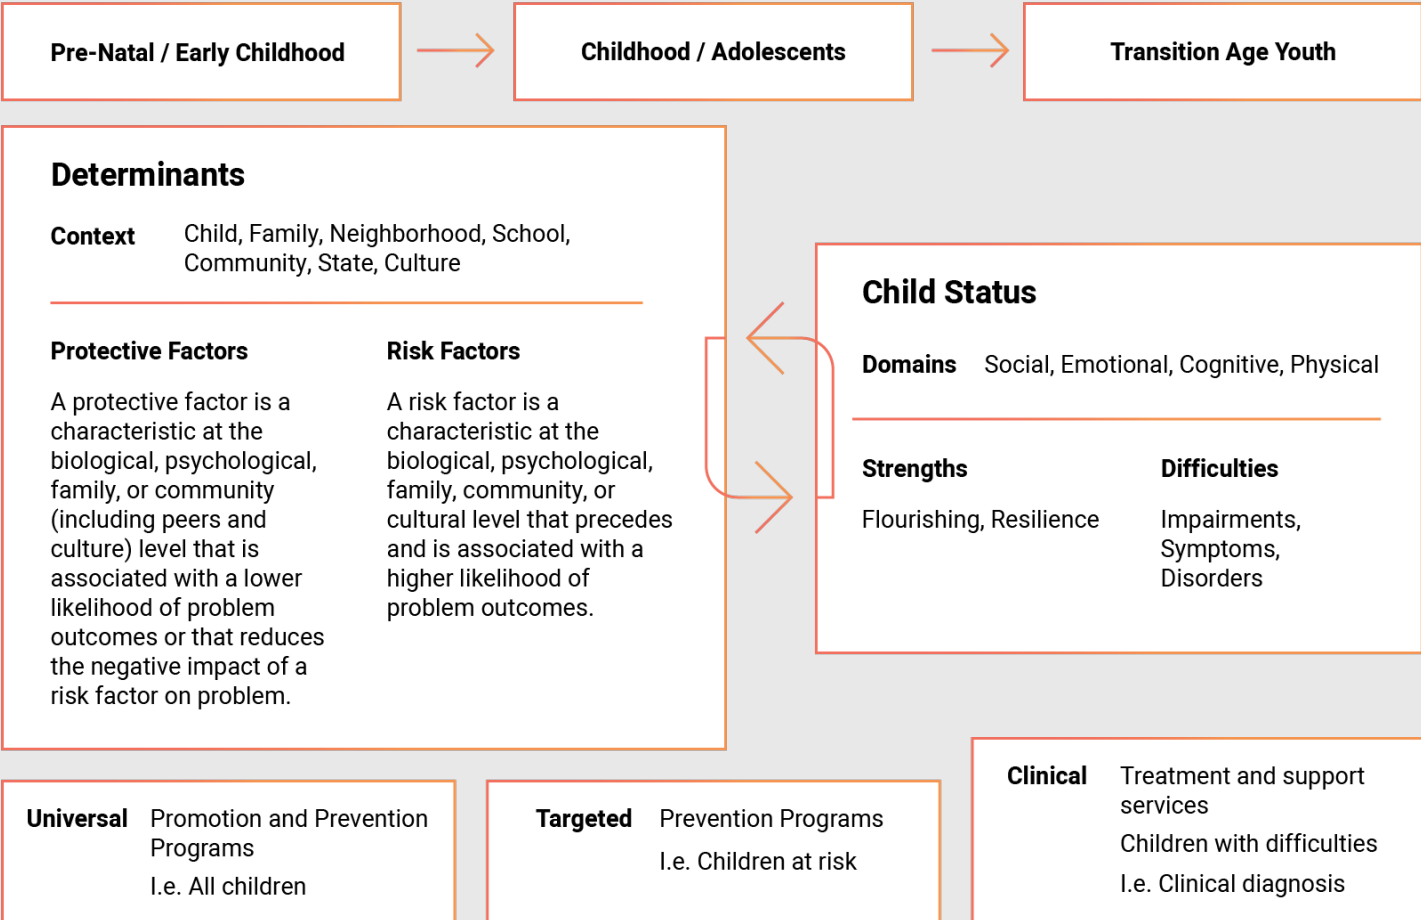 Pre-Natal / Early Childhood
Childhood / Adolescents
Transition Age Youth
Determinants
Context
Child, Family, Neighborhood, School,
Community, State, Culture
Protective Factors
A protective factor is a
characteristic at the
biological, psychological,
family, or community
(including peers and
culture) level that is
associated with a lower
likelihood of problem
outcomes or that reduces
the negative impact of a
risk factor on problem.
Risk Factors
A risk factor is a
characteristic at the
biological, psychological,
family, community, or
cultural level that precedes
and is associated with a
higher likelihood of
problem outcomes.
Child Status
Domains
Social, Emotional, Cognitive, Physical
Strengths
Flourishing, Resilience
Difficulties
Impairments,
Symptoms,
Disorders
Universal
Promotion and Prevention
Programs
I.e. All children
Targeted
Prevention Programs
I.e. Children at risk
Clinical
Treatment and support
services
Children with difficulties
I.e. Clinical diagnosis